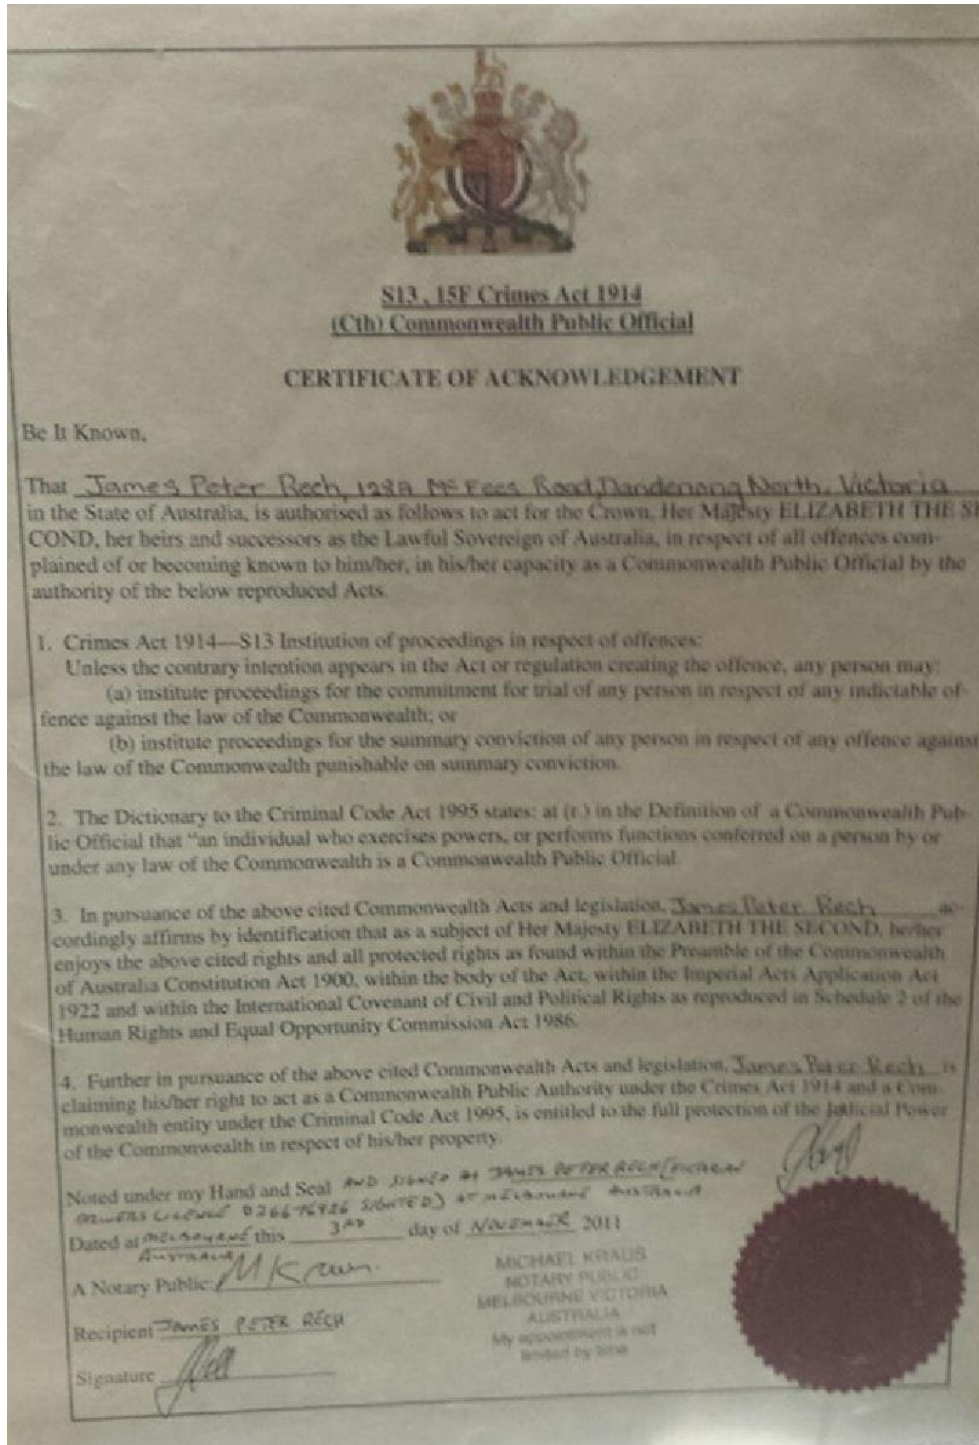 S13, 15F Crimes Act 1914
(Cth) Commonwealth Public Official
CERTIFICATE OF ACKNOWLEDGEMENT
Be It Known,
That James Peter Rech, 128A McFees Road, Dandenong North, Victoria
in the State of Australia, is authorised as follows to act for the Crown, Her Majesty ELIZABETH THE SE
COND, her heirs and successors as the Lawful Sovereign of Australia, in respect of all offences com-
plained of or becoming known to him/her, in his/her capacity as a Commonwealth Public Official by the
authority of the below reproduced Acts.
1. Crimes Act 1914—S13 Institution of proceedings in respect of offences:
Unless the contrary intention appears in the Act or regulation creating the offence, any person may:
(a) institute proceedings for the commitment for trial of any person in respect of any indictable of-
fence against the law of the Commonwealth; or
(b) institute proceedings for the summary conviction of any person in respect of any offence against
the law of the Commonwealth punishable on summary conviction.
2. The Dictionary to the Criminal Code Act 1995 states: at (r.) in the Definition of a Commonwealth Pub-
lic Official that "an individual who exercises powers, or performs functions conferred on a person by or
under any law of the Commonwealth is a Commonwealth Public Official.
3. In pursuance of the above cited Commonwealth Acts and legislation, James Peter Rech ac-
cordingly affirms by identification that as a subject of Her Majesty ELIZABETH THE SECOND, he/her
enjoys the above cited rights and all protected rights as found within the Preamble of the Commonwealth
of Australia Constitution Act 1900, within the body of the Act, within the Imperial Acts Application Act
1922 and within the International Covenant of Civil and Political Rights as reproduced in Schedule 2 of the
Human Rights and Equal Opportunity Commission Act 1986.
4. Further in pursuance of the above cited Commonwealth Acts and legislation, James Peter Rech is
claiming his/her right to act as a Commonwealth Public Authority under the Crimes Act 1914 and a Com-
monwealth entity under the Criminal Code Act 1995, is entitled to the full protection of the Judicial Power
of the Commonwealth in respect of his/her property.
Noted under my Hand and Seal AND SIGNED BY JAMES PETER RECH (VICTORIAN
DRIVERS LICENCE 026676826 SIGHTED) AT MELBOURNE AUSTRALIA
Dated at MELBOURNE this 3RD day of NOVEMBER 2011
AUSTRALIA
A Notary Public: M Kraus
MICHAEL KRAUS
NOTARY PUBLIC
MELBOURNE VICTORIA
AUSTRALIA
My appointment is not
limited by time
Recipient JAMES PETER RECH
Signature